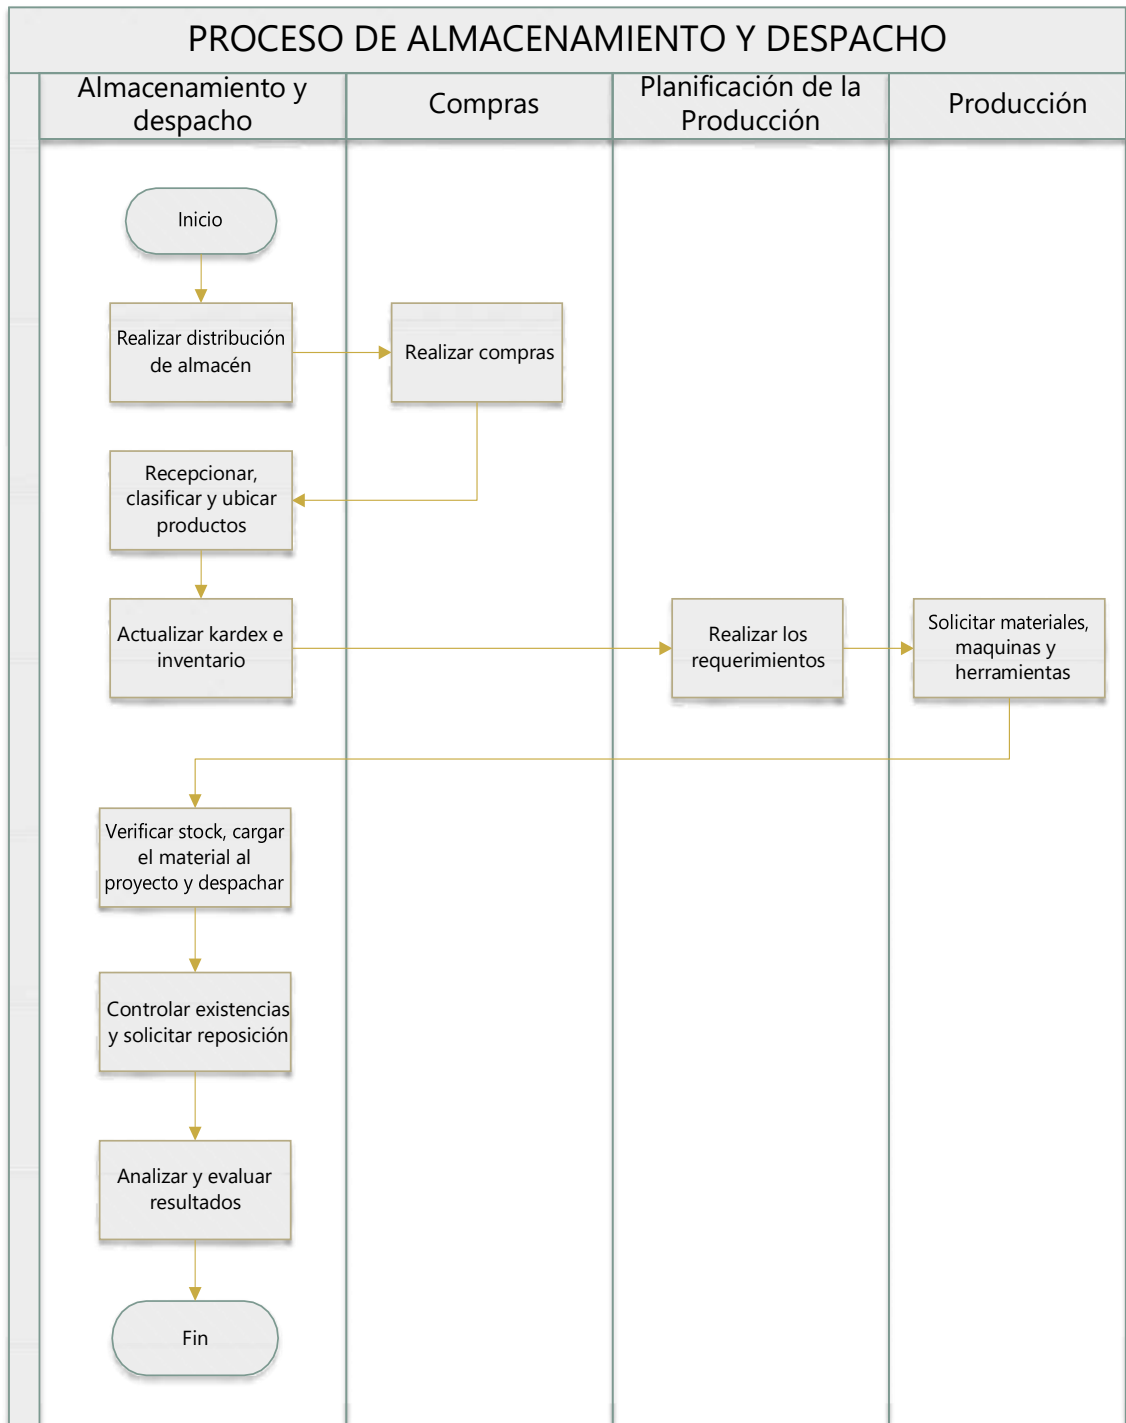 PROCESO DE ALMACENAMIENTO Y DESPACHO
Almacenamiento y
despacho
Compras
Planificación de la
Producción
Producción
Inicio
Realizar distribución
de almacén
Realizar compras
Recepcionar,
clasificar y ubicar
productos
Actualizar kardex e
inventario
Realizar los
requerimientos
Solicitar materiales,
maquinas y
herramientas
Verificar stock, cargar
el material al
proyecto y despachar
Controlar existencias
y solicitar reposición
Analizar y evaluar
resultados
Fin